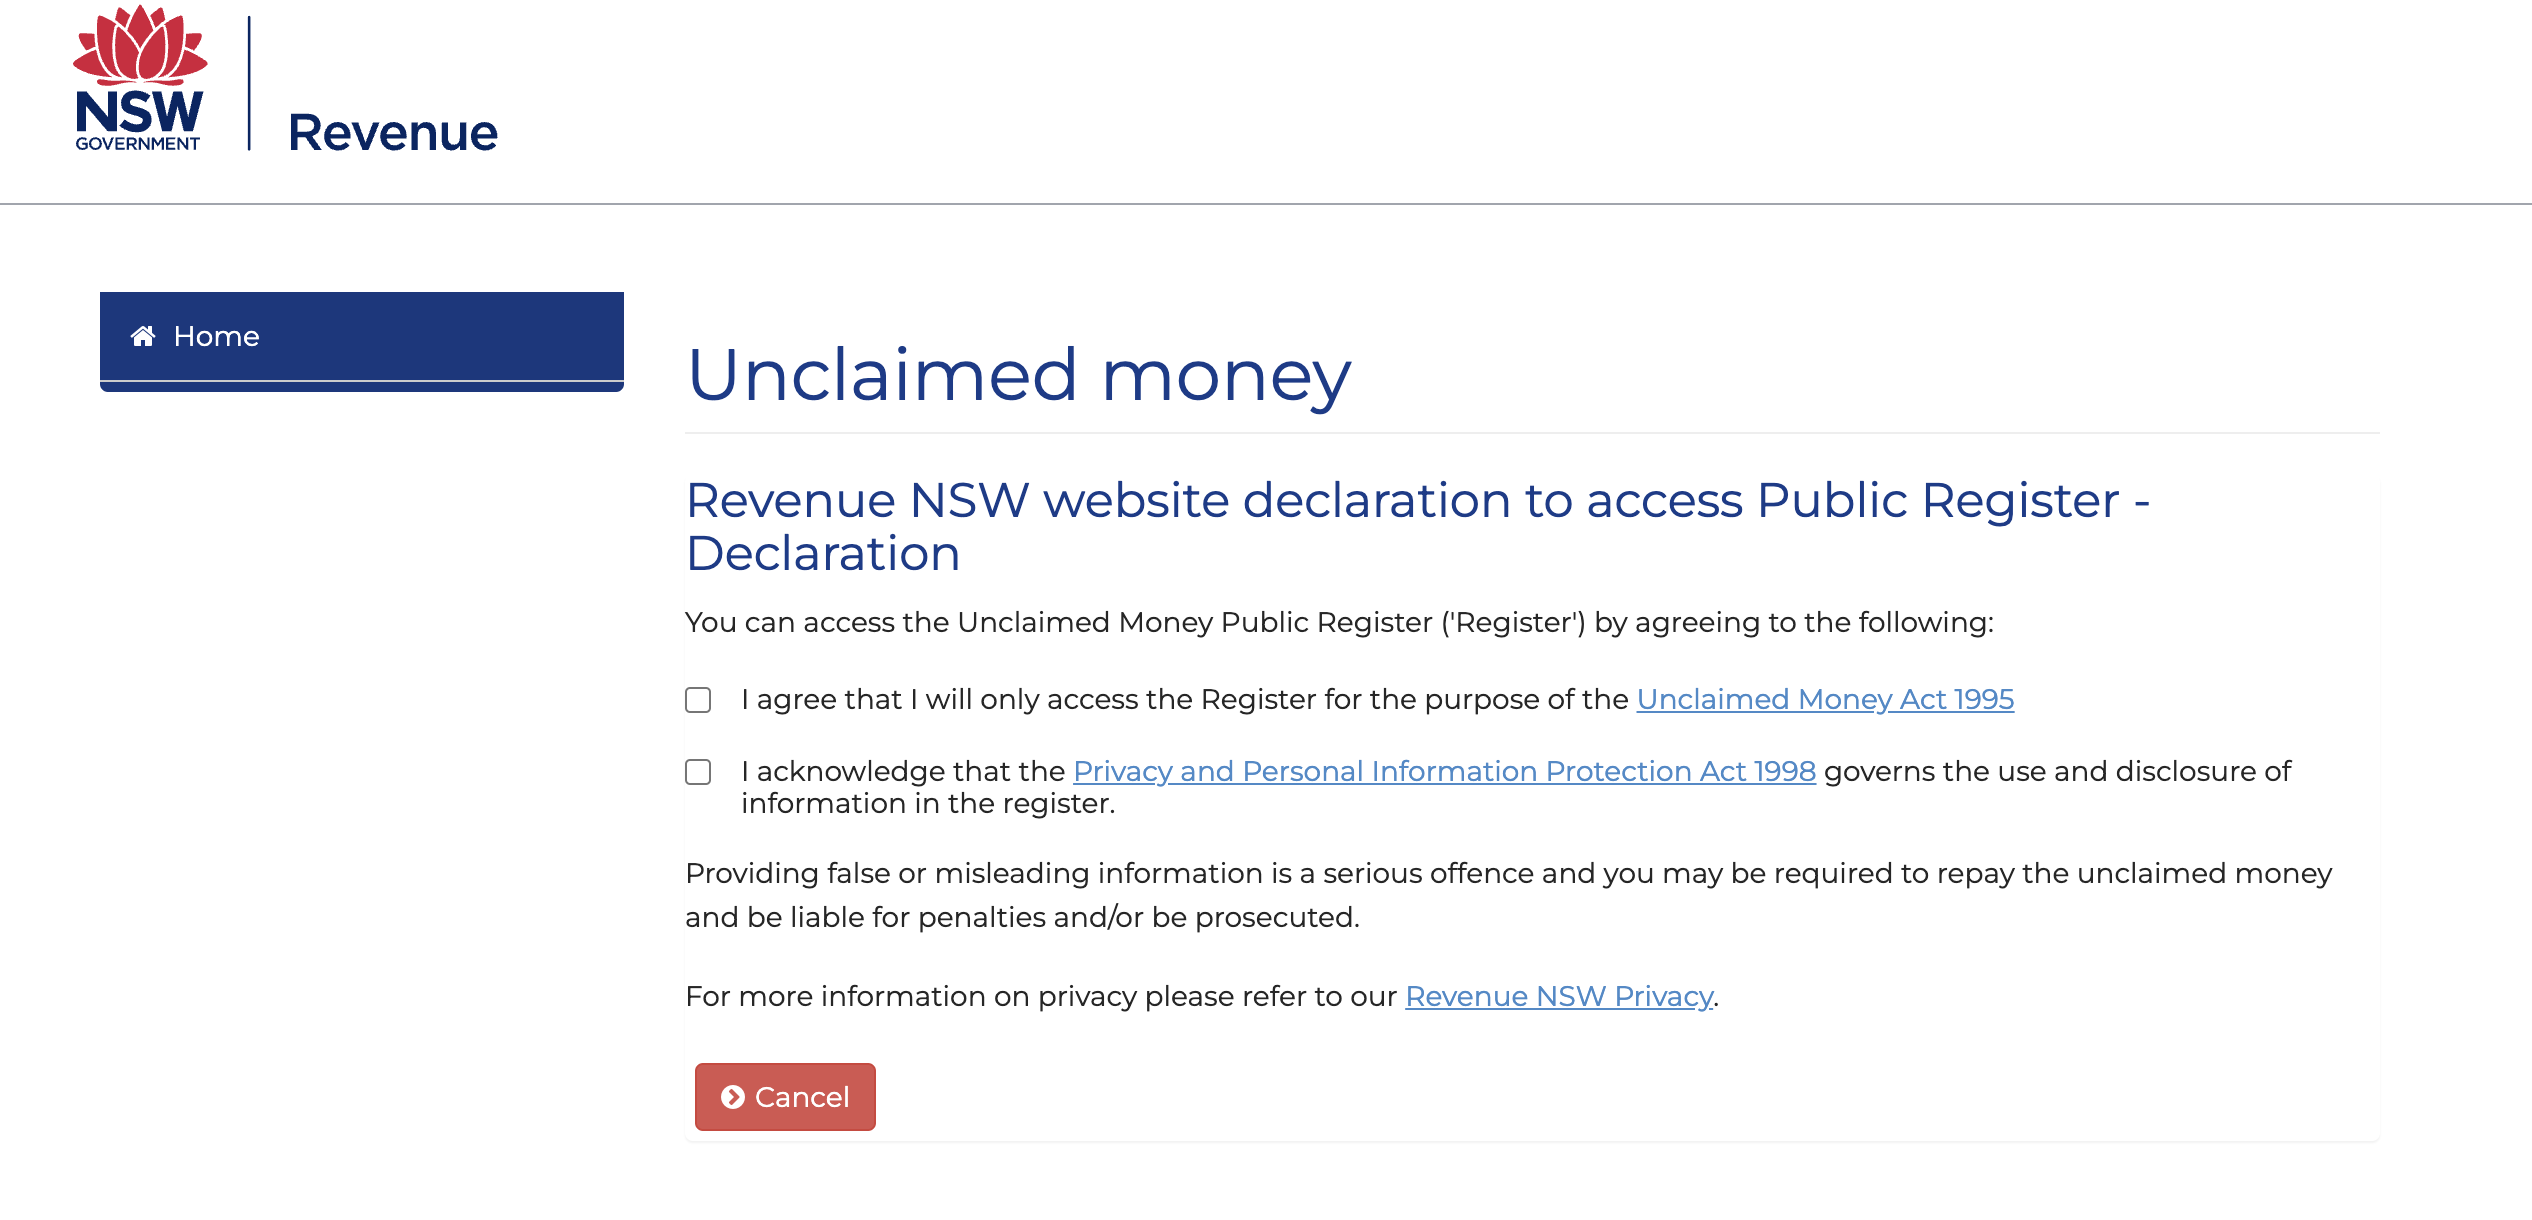 NSW
GOVERNMENT
Revenue
Home
Unclaimed money
Revenue NSW website declaration to access Public Register -
Declaration
You can access the Unclaimed Money Public Register ('Register') by agreeing to the following:
I agree that I will only access the Register for the purpose of the Unclaimed Money Act 1995
I acknowledge that the Privacy and Personal Information Protection Act 1998 governs the use and disclosure of
information in the register.
Providing false or misleading information is a serious offence and you may be required to repay the unclaimed money
and be liable for penalties and/or be prosecuted.
For more information on privacy please refer to our Revenue NSW Privacy.
Cancel